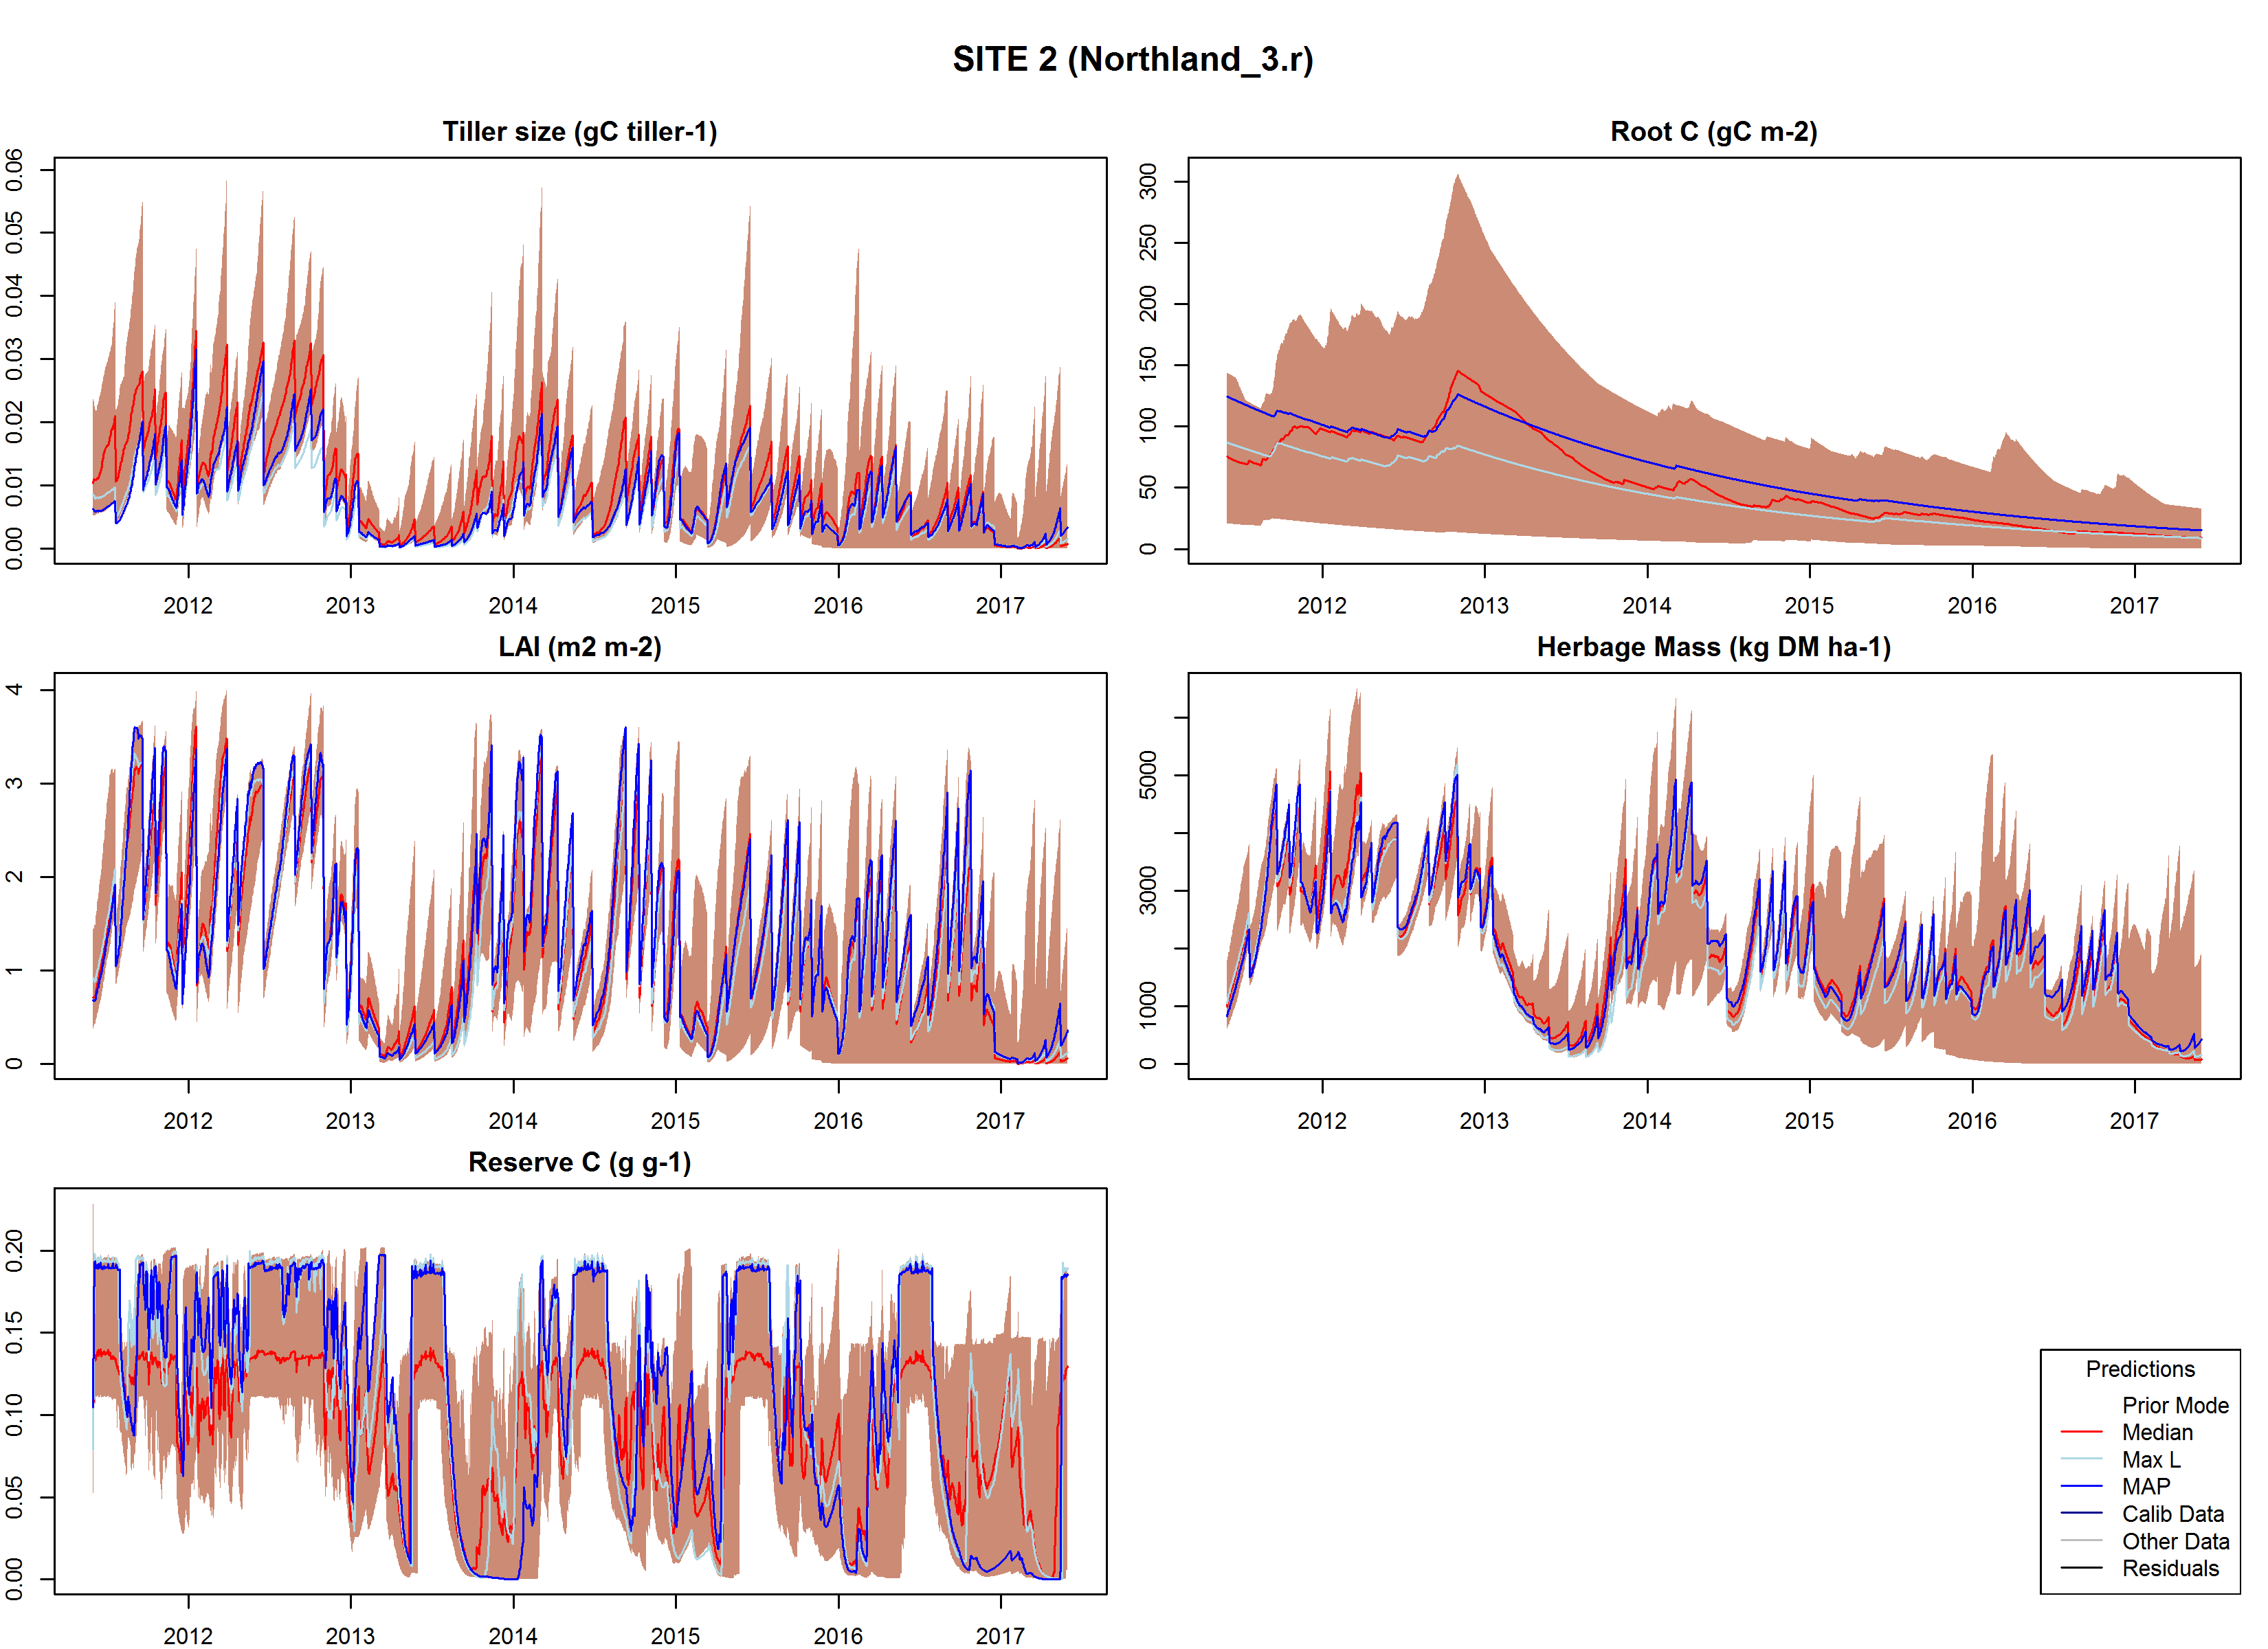 SITE 2 (Northland_3.r)
Tiller size (gC tiller-1)
0.00 0.01 0.02 0.03 0.04 0.05 0.06
2012 2013 2014 2015 2016 2017
Root C (gC m-2)
0 50 100 150 200 250 300
2012 2013 2014 2015 2016 2017
LAI (m2 m-2)
0 1 2 3 4
2012 2013 2014 2015 2016 2017
Herbage Mass (kg DM ha-1)
0 1000 3000 5000
2012 2013 2014 2015 2016 2017
Reserve C (g g-1)
0.00 0.05 0.10 0.15 0.20
2012 2013 2014 2015 2016 2017
Predictions
Prior Mode
Median
Max L
MAP
Calib Data
Other Data
Residuals